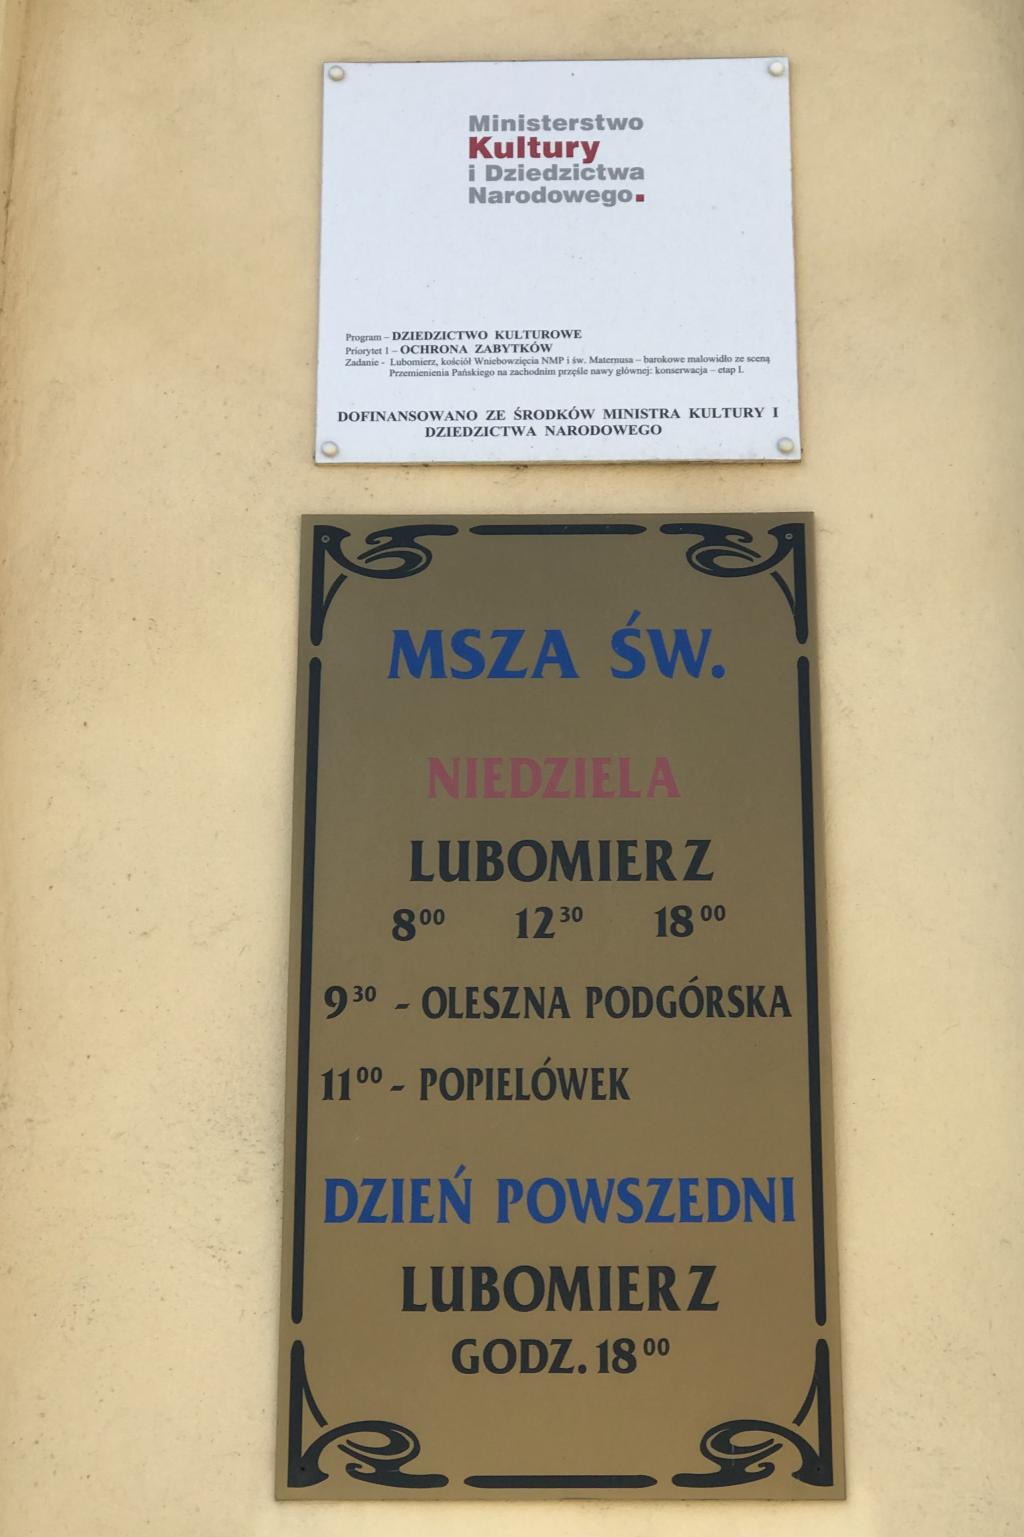 Ministerstwo
Kultury
i Dziedzictwa
Narodowego.
Program – DZIEDZICTWO KULTUROWE
Priorytet 1 – OCHRONA ZABYTKÓW
Zadanie - Lubomierz, kościół Wniebowzięcia NMP i św. Maternusa – barokowe malowidło ze sceną
Przemienienia Pańskiego na zachodnim przęśle nawy głównej: konserwacja – etap I.
DOFINANSOWANO ZE ŚRODKÓW MINISTRA KULTURY I
DZIEDZICTWA NARODOWEGO
MSZA ŚW.
NIEDZIELA
LUBOMIERZ
8⁰⁰ 12³⁰ 18⁰⁰
9³⁰ - OLESZNA PODGÓRSKA
11⁰⁰ - POPIELÓWEK
DZIEŃ POWSZEDNI
LUBOMIERZ
GODZ. 18⁰⁰